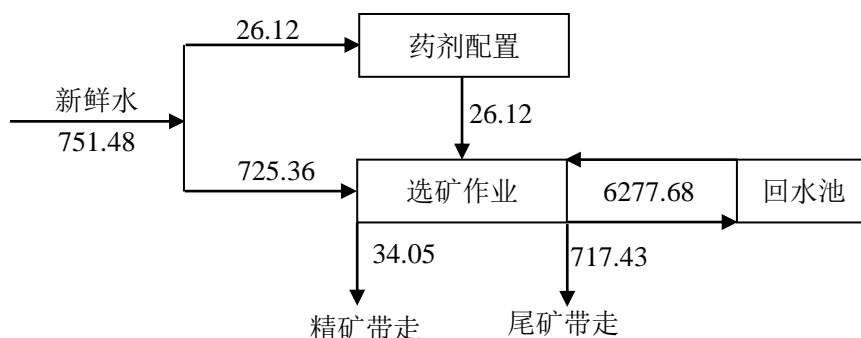 26.12
药剂配置
新鲜水
751.48
26.12
725.36
选矿作业
6277.68
回水池
34.05
717.43
精矿带走
尾矿带走